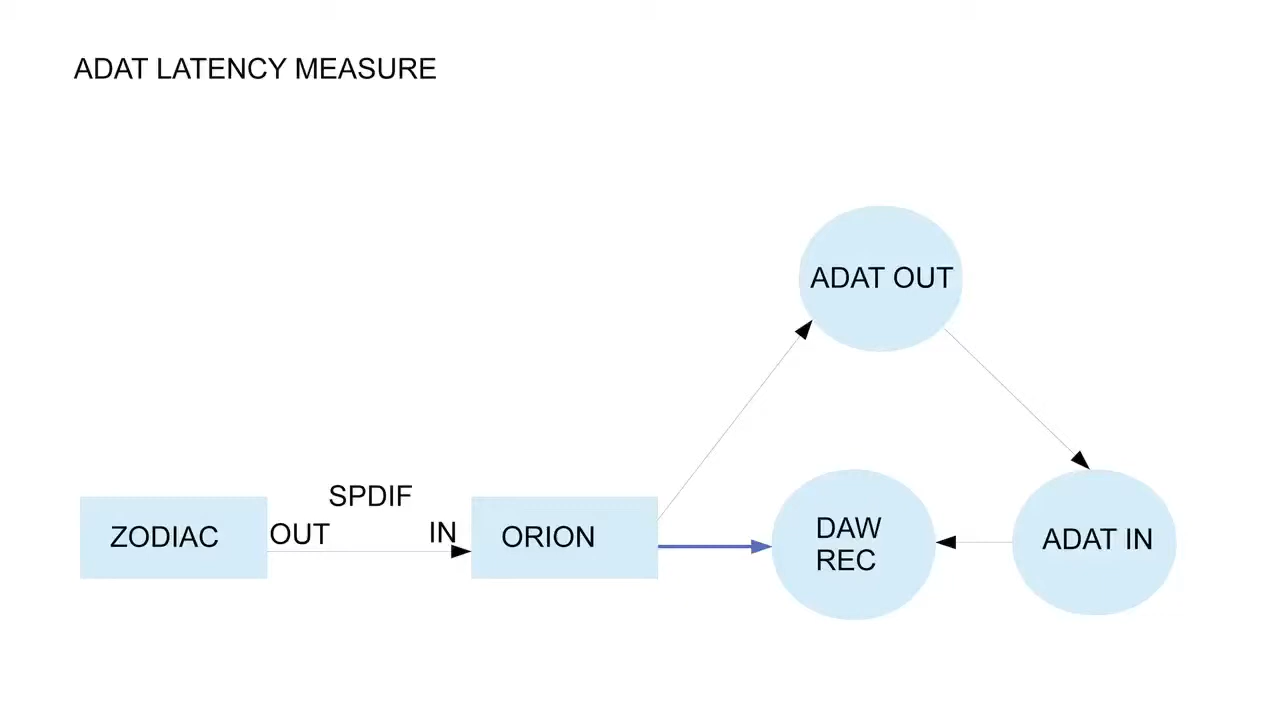 ADAT LATENCY MEASURE
ADAT OUT
SPDIF
ZODIAC
OUT
IN
ORION
DAW
REC
ADAT IN